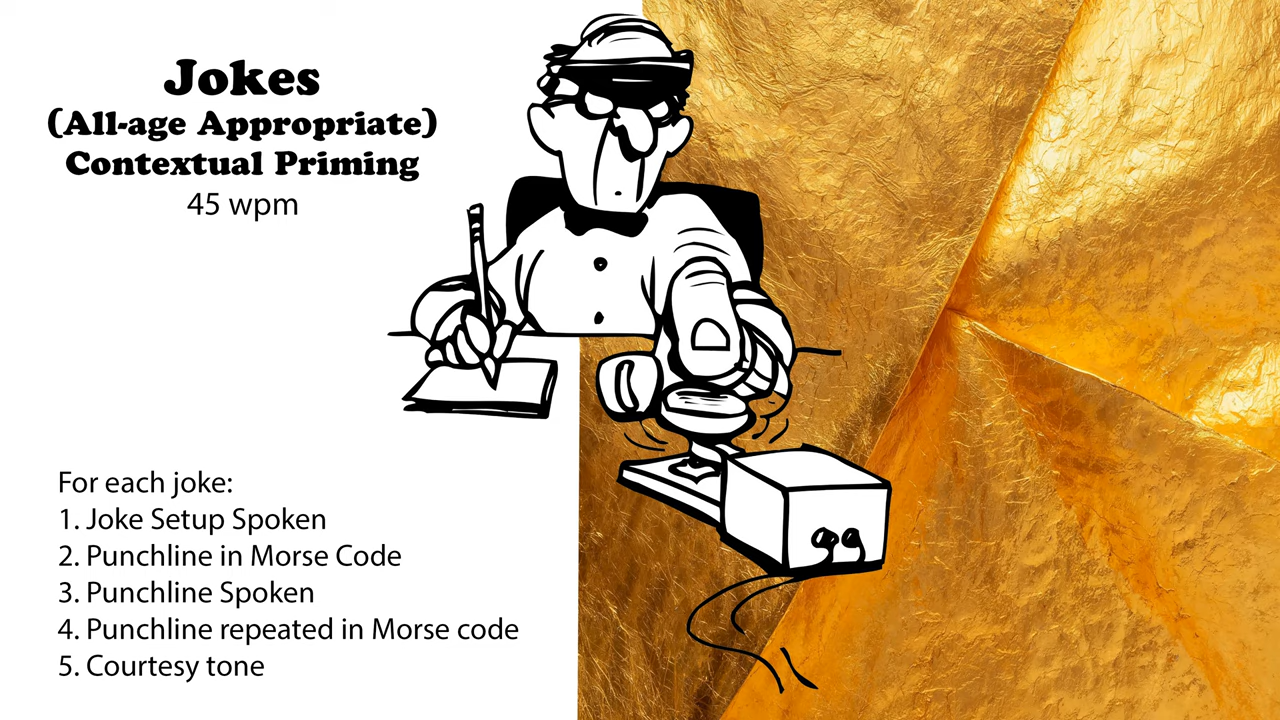 Jokes
(All-age Appropriate)
Contextual Priming
45 wpm
For each joke:
1. Joke Setup Spoken
2. Punchline in Morse Code
3. Punchline Spoken
4. Punchline repeated in Morse code
5. Courtesy tone